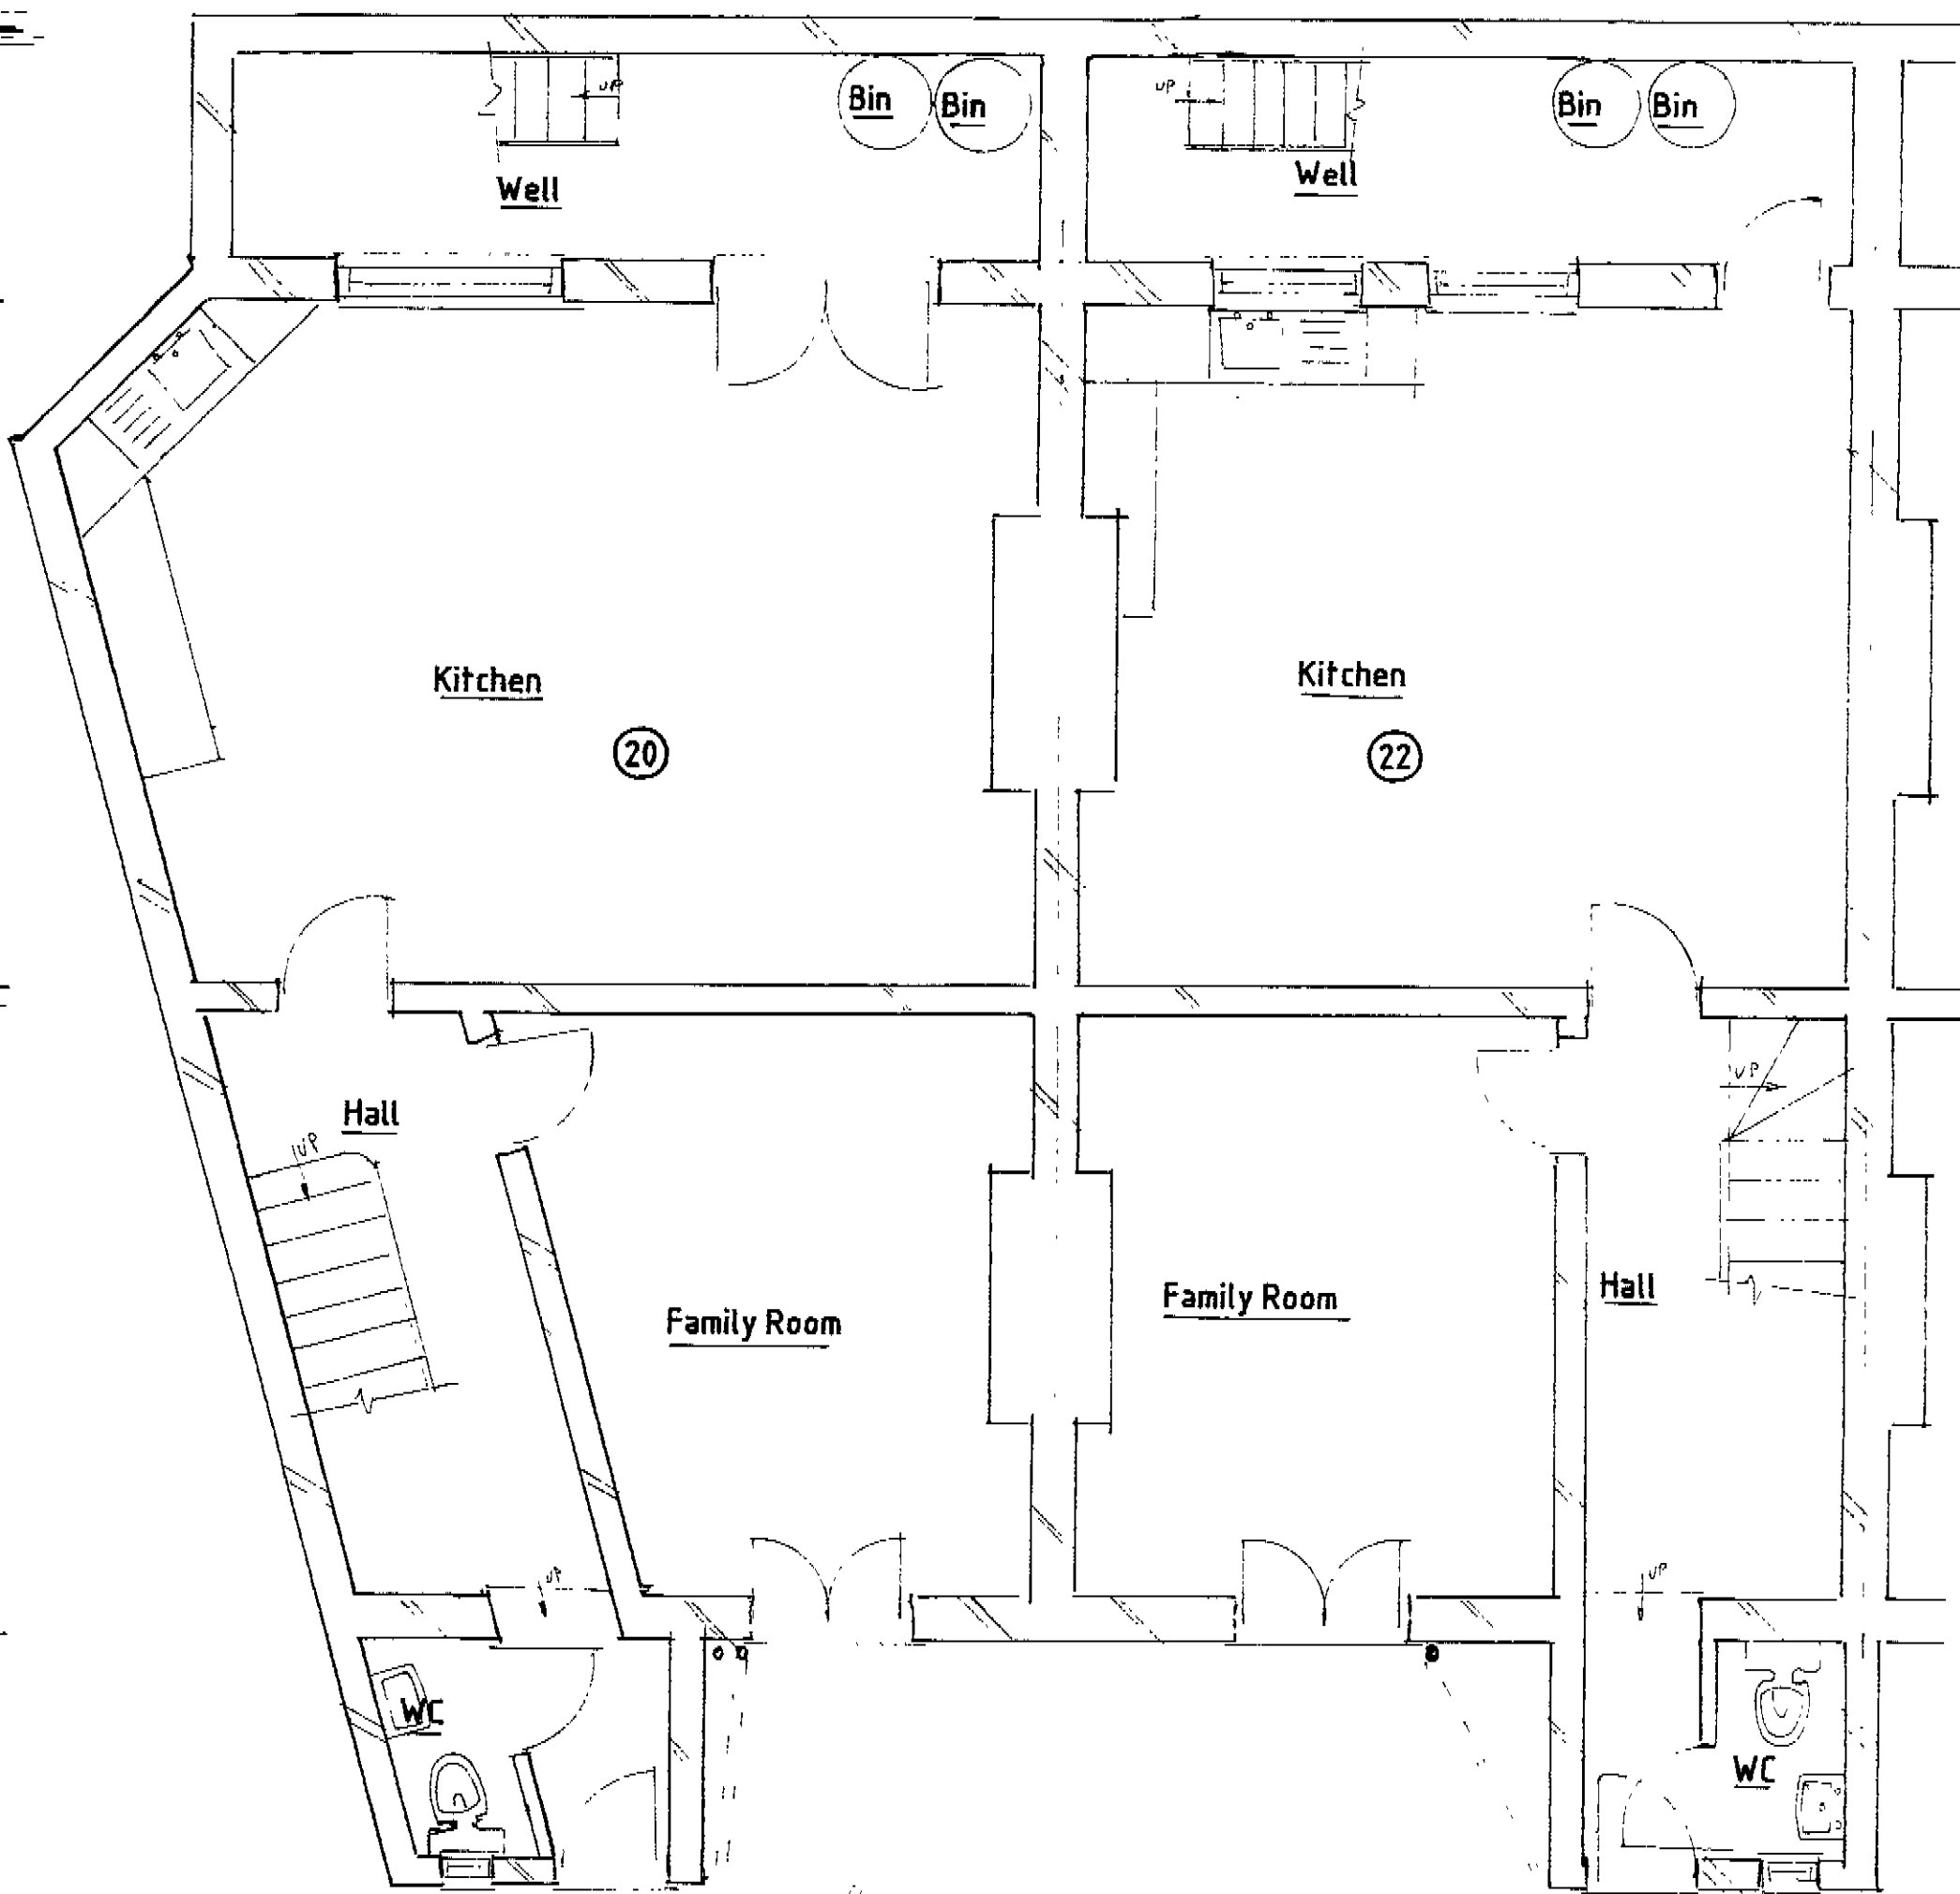 UP
Bin
Bin
UP
Bin
Bin
Well
Well
Kitchen
Kitchen
20
22
Hall
UP
UP
Hall
Family Room
Family Room
UP
UP
WC
WC